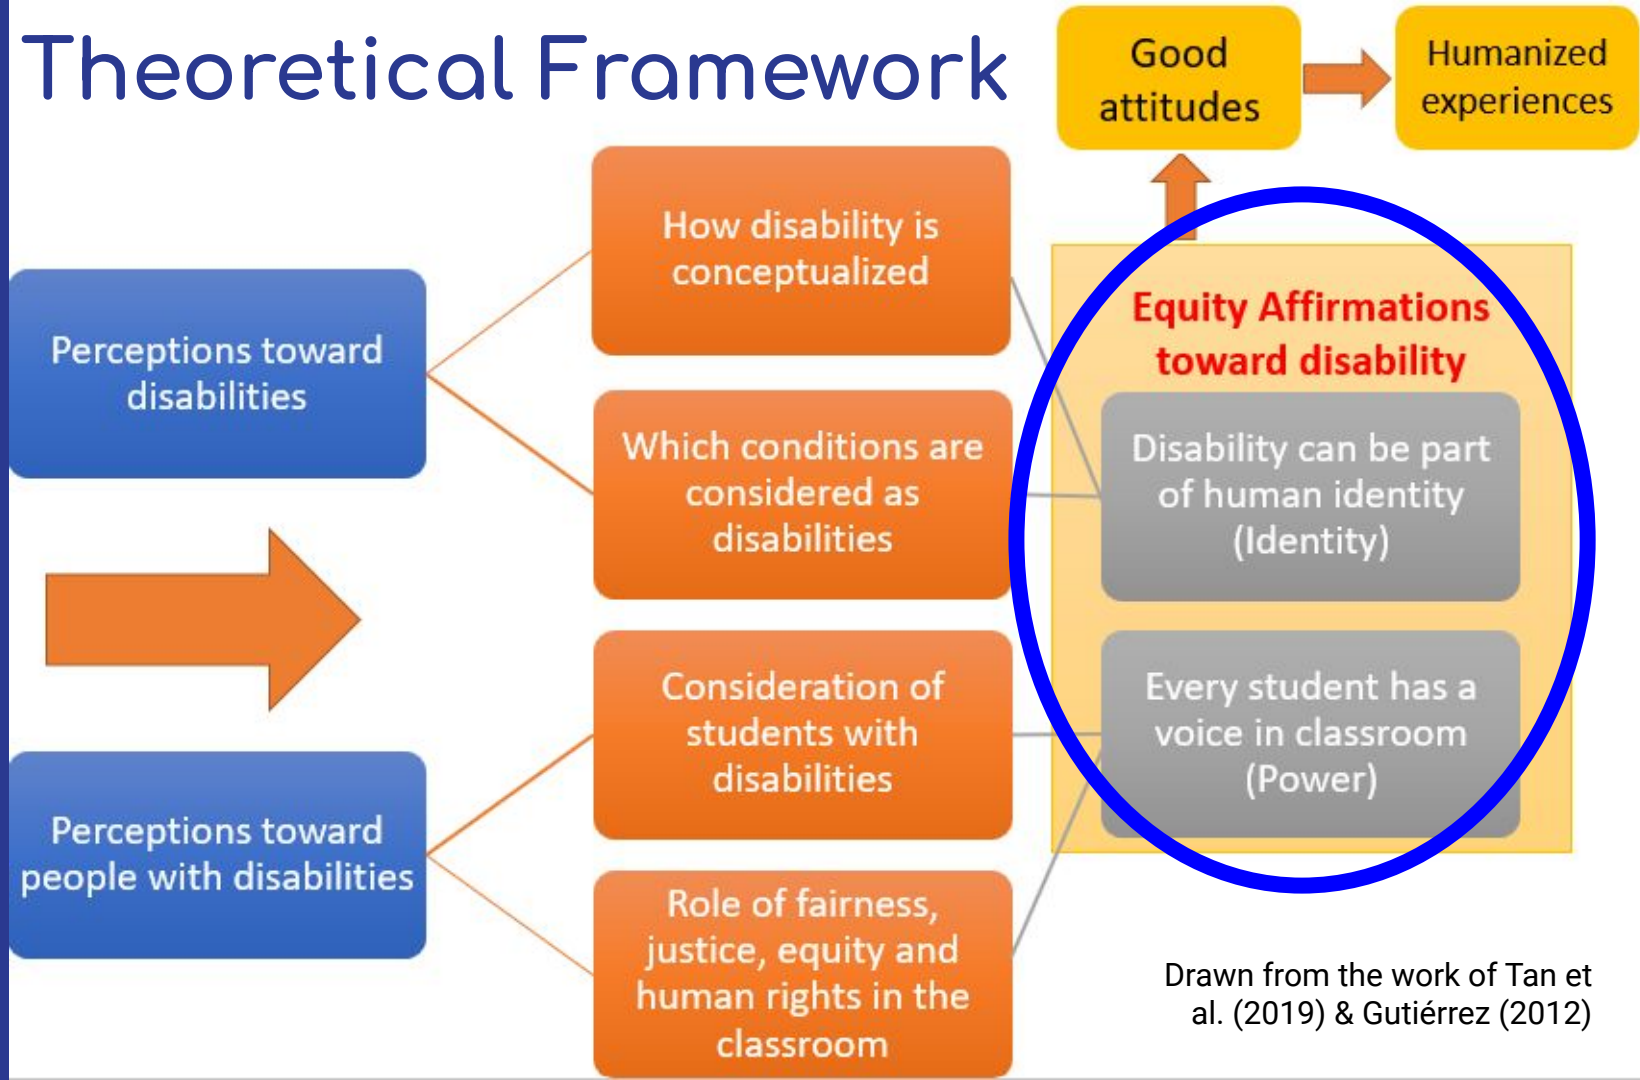 Theoretical Framework
Good
attitudes
Humanized
experiences
Perceptions toward
disabilities
How disability is
conceptualized
Which conditions are
considered as
disabilities
Equity Affirmations
toward disability
Disability can be part
of human identity
(Identity)
Perceptions toward
people with disabilities
Consideration of
students with
disabilities
Role of fairness,
justice, equity and
human rights in the
classroom
Every student has a
voice in classroom
(Power)
Drawn from the work of Tan et
al. (2019) & Gutiérrez (2012)